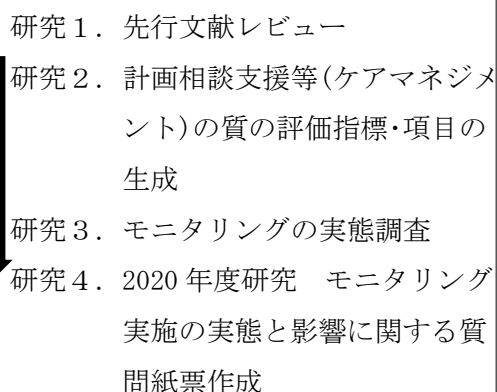 研究１．先行文献レビュー
研究２．計画相談支援等(ケアマネジメ
ント)の質の評価指標･項目の
生成
研究３．モニタリングの実態調査
研究４．2020 年度研究　モニタリング
実施の実態と影響に関する質
問紙票作成